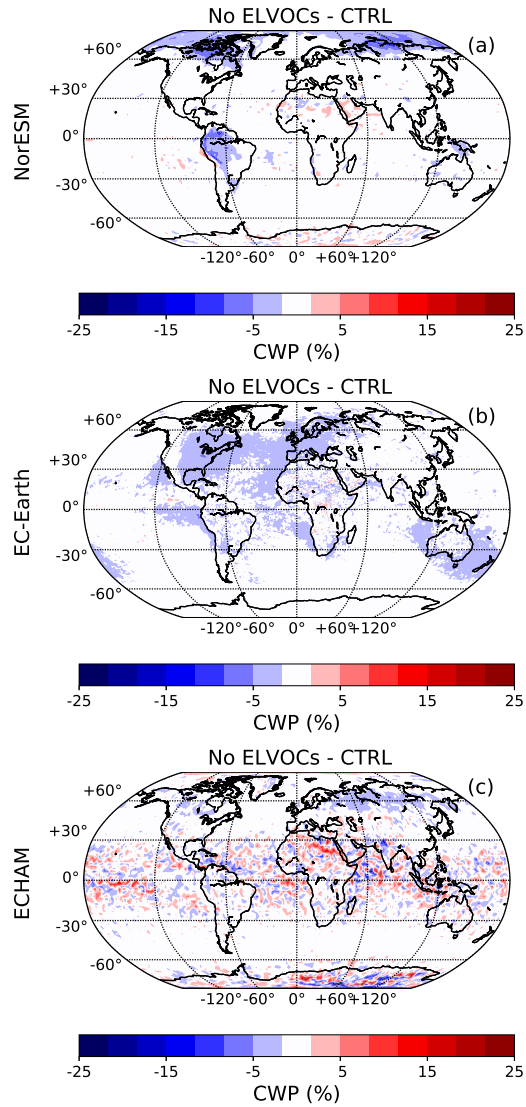 No ELVOCs - CTRL
(a)
NorESM
+60°
+30°
0°
-30°
-60°
-120°-60° 0° +60°+120°
-25 -15 -5 5 15 25
CWP (%)
No ELVOCs - CTRL
(b)
EC-Earth
+60°
+30°
0°
-30°
-60°
-120°-60° 0° +60°+120°
-25 -15 -5 5 15 25
CWP (%)
No ELVOCs - CTRL
(c)
ECHAM
+60°
+30°
0°
-30°
-60°
-120°-60° 0° +60°+120°
-25 -15 -5 5 15 25
CWP (%)